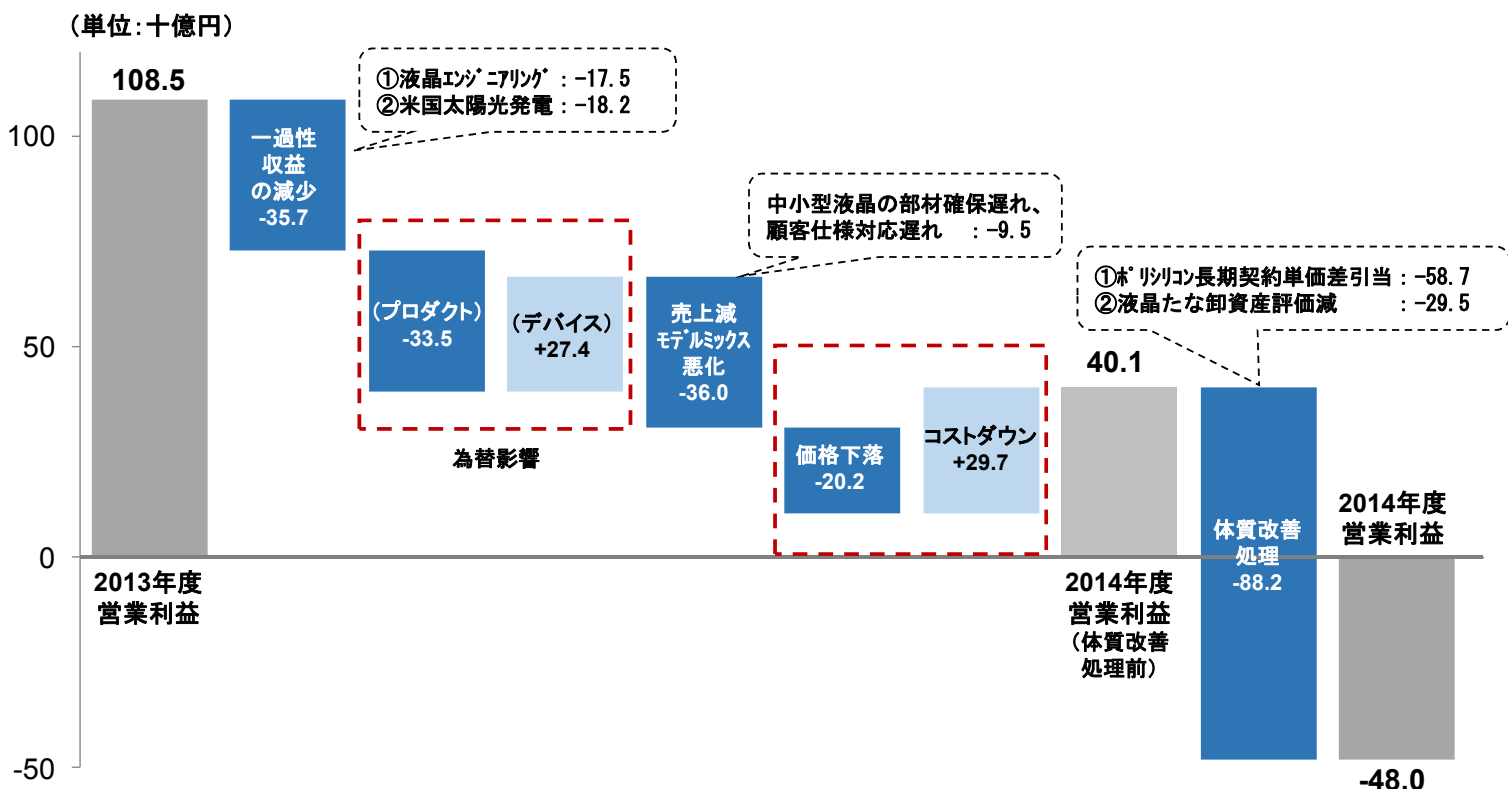 （単位：十億円）
108.5
①液晶ｴﾝｼﾞﾆｱﾘﾝｸﾞ：-17.5
②米国太陽光発電：-18.2
100
50
0
-50
一過性
収益
の減少
-35.7
（プロダクト）
-33.5
（デバイス）
+27.4
為替影響
中小型液晶の部材確保遅れ、
顧客仕様対応遅れ　：-9.5
売上減
ﾓﾃﾞﾙﾐｯｸｽ
悪化
-36.0
価格下落
-20.2
コストダウン
+29.7
①ﾎﾟﾘｼﾘｺﾝ長期契約単価差引当：-58.7
②液晶たな卸資産評価減　　　：-29.5
40.1
体質改善
処理
-88.2
2014年度
営業利益
2013年度
営業利益
2014年度
営業利益
（体質改善
処理前）
-48.0